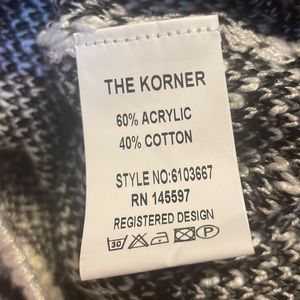 THE KORNER
60% ACRYLIC
40% COTTON
STYLE NO:6103667
RN 145597
REGISTERED DESIGN
30 P